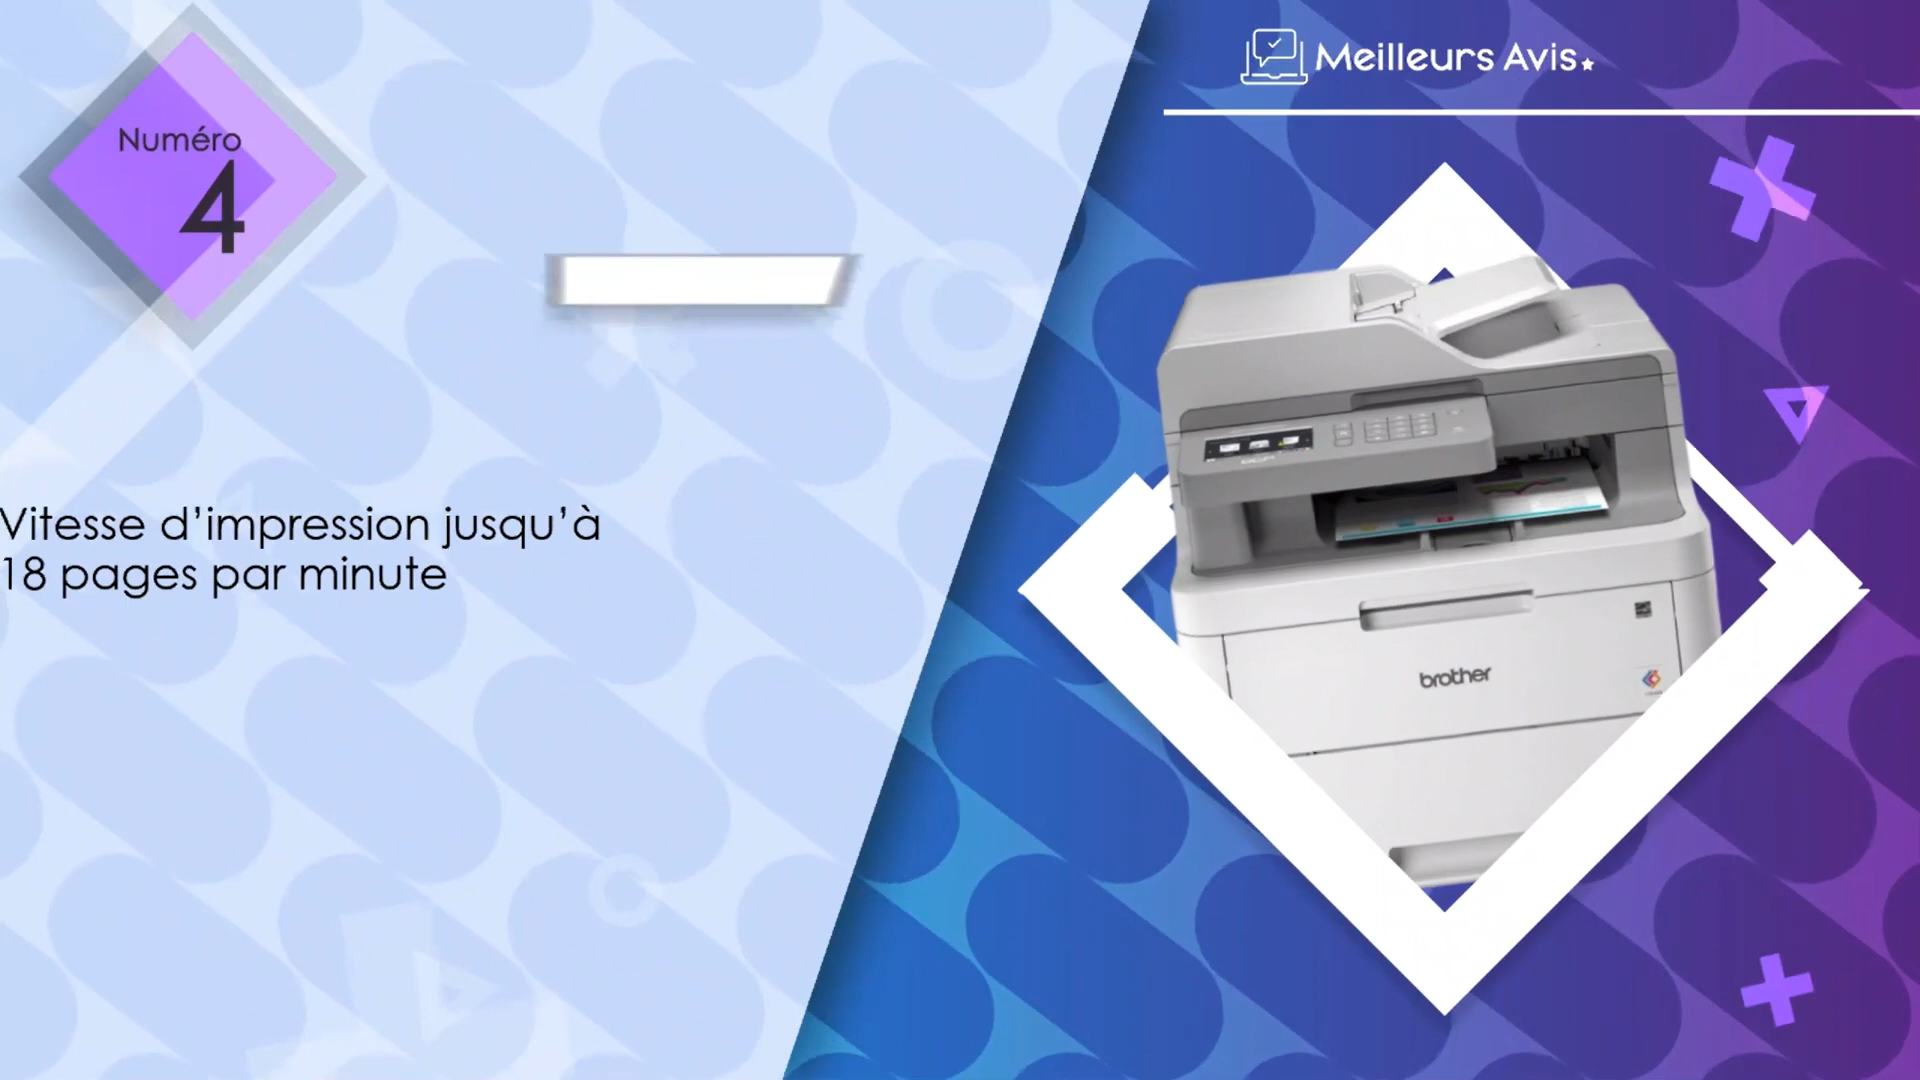 Numéro
4
Meilleurs Avis
Vitesse d’impression jusqu’à
18 pages par minute
brother